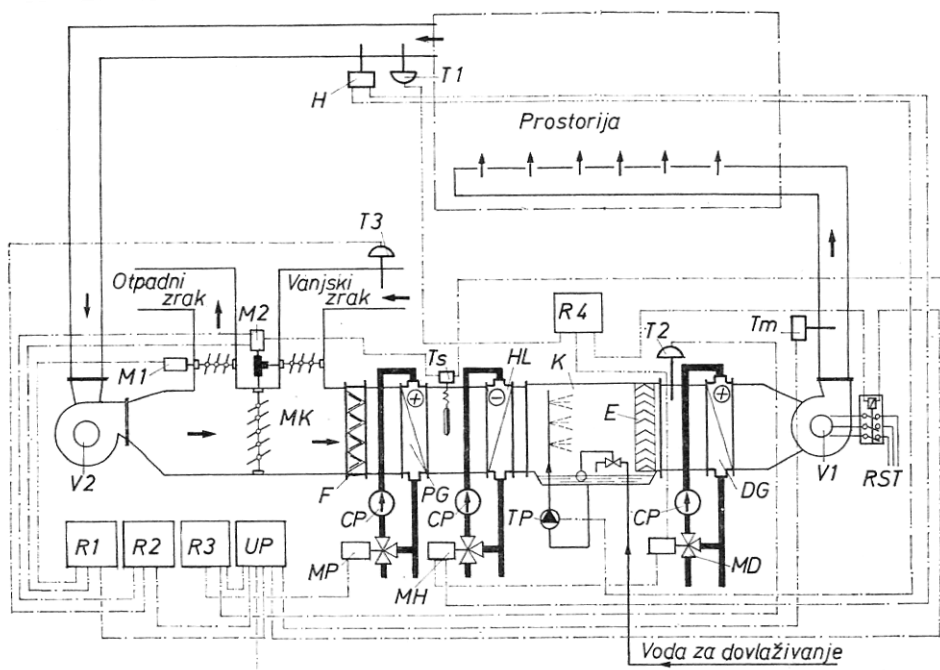 H
T1
Prostorija
T3
Otpadni
zrak
Vanjski
zrak
M2
M1
MK
V2
Ts
HL
K
R4
T2
Tm
E
F
PG
CP
CP
TP
CP
DG
V1
RST
R1
R2
R3
UP
MP
MH
MD
Voda za dovlaživanje